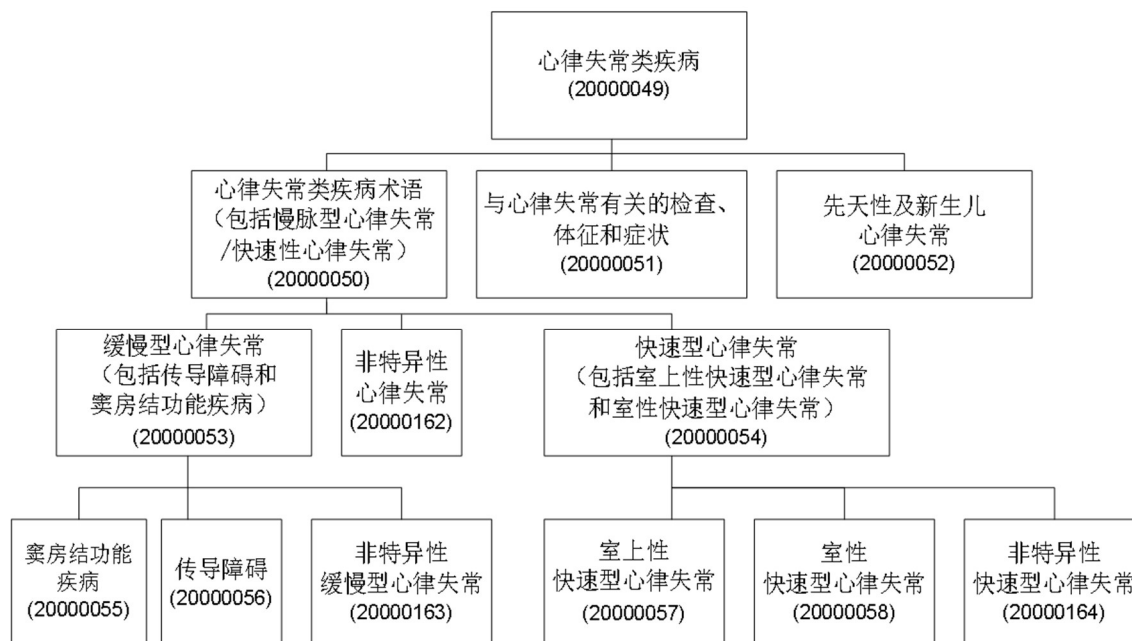 心律失常类疾病
(20000049)
心律失常类疾病术语
（包括慢脉型心律失常
/快速性心律失常）
(20000050)
与心律失常有关的检查、
体征和症状
(20000051)
先天性及新生儿
心律失常
(20000052)
缓慢型心律失常
（包括传导障碍和
窦房结功能疾病）
(20000053)
非特异性
心律失常
(20000162)
快速型心律失常
（包括室上性快速型心律失常
和室性快速型心律失常）
(20000054)
窦房结功能
疾病
(20000055)
传导障碍
(20000056)
非特异性
缓慢型心律失常
(20000163)
室上性
快速型心律失常
(20000057)
室性
快速型心律失常
(20000058)
非特异性
快速型心律失常
(20000164)